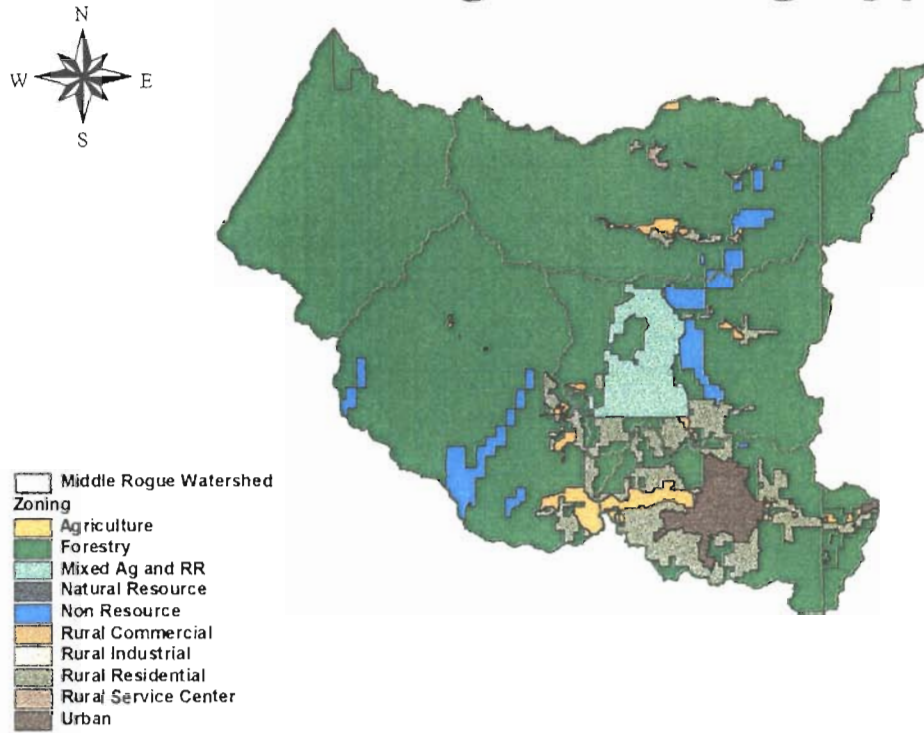 N
W E
S
Middle Rogue Watershed
Zoning
Agriculture
Forestry
Mixed Ag and RR
Natural Resource
Non Resource
Rural Commercial
Rural Industrial
Rural Residential
Service Center
Urban